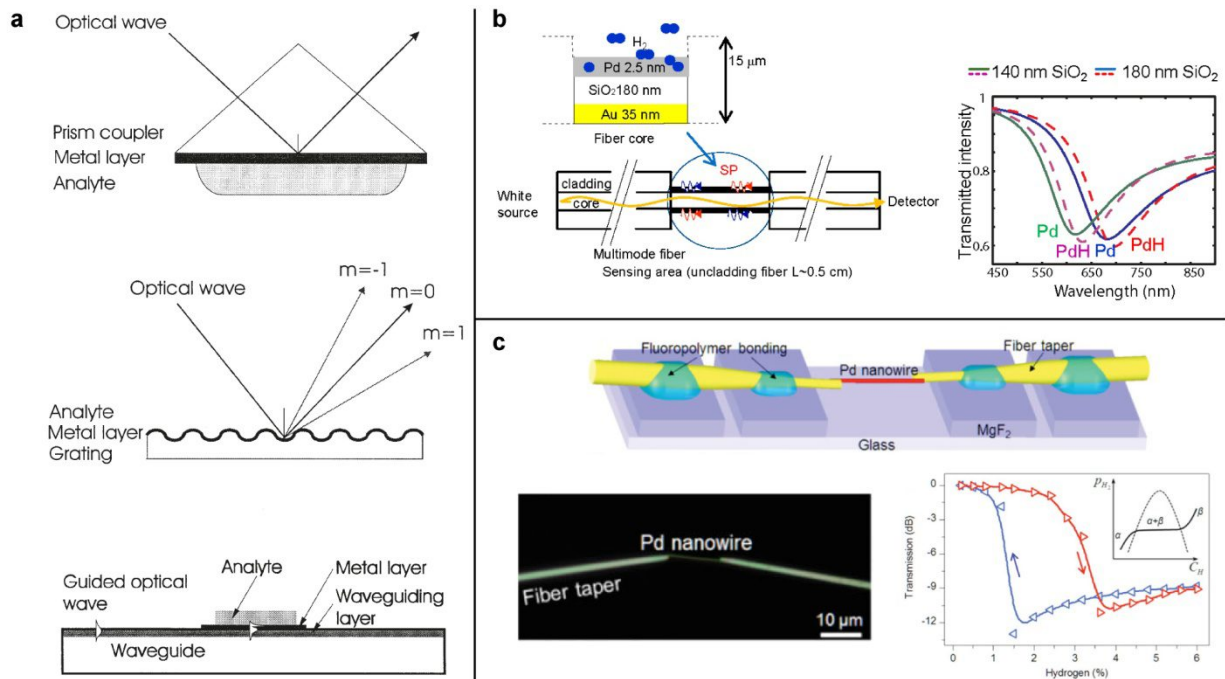 a
Optical wave
Prism coupler
Metal layer
Analyte
Optical wave
m=-1
m=0
m=1
Analyte
Metal layer
Grating
Guided optical
wave
Analyte
Metal layer
Waveguiding
layer
Waveguide
b
H₂
Pd 2.5 nm
SiO₂180 nm
Au 35 nm
15 µm
Fiber core
SP
cladding
core
White
source
Detector
Multimode fiber
Sensing area (uncladding fiber L~0.5 cm)
140 nm SiO₂
180 nm SiO₂
Transmitted intensity
1
0.8
0.6
Pd
PdH
Pd
PdH
450 550 650 750 850
Wavelength (nm)
c
Fluoropolymer bonding
Pd nanowire
Fiber taper
MgF₂
Glass
Pd nanowire
Fiber taper
10 µm
Transmission (dB)
0
-3
-6
-9
-12
0 1 2 3 4 5 6
Hydrogen (%)
p_H₂
α
α+β
β
C_H